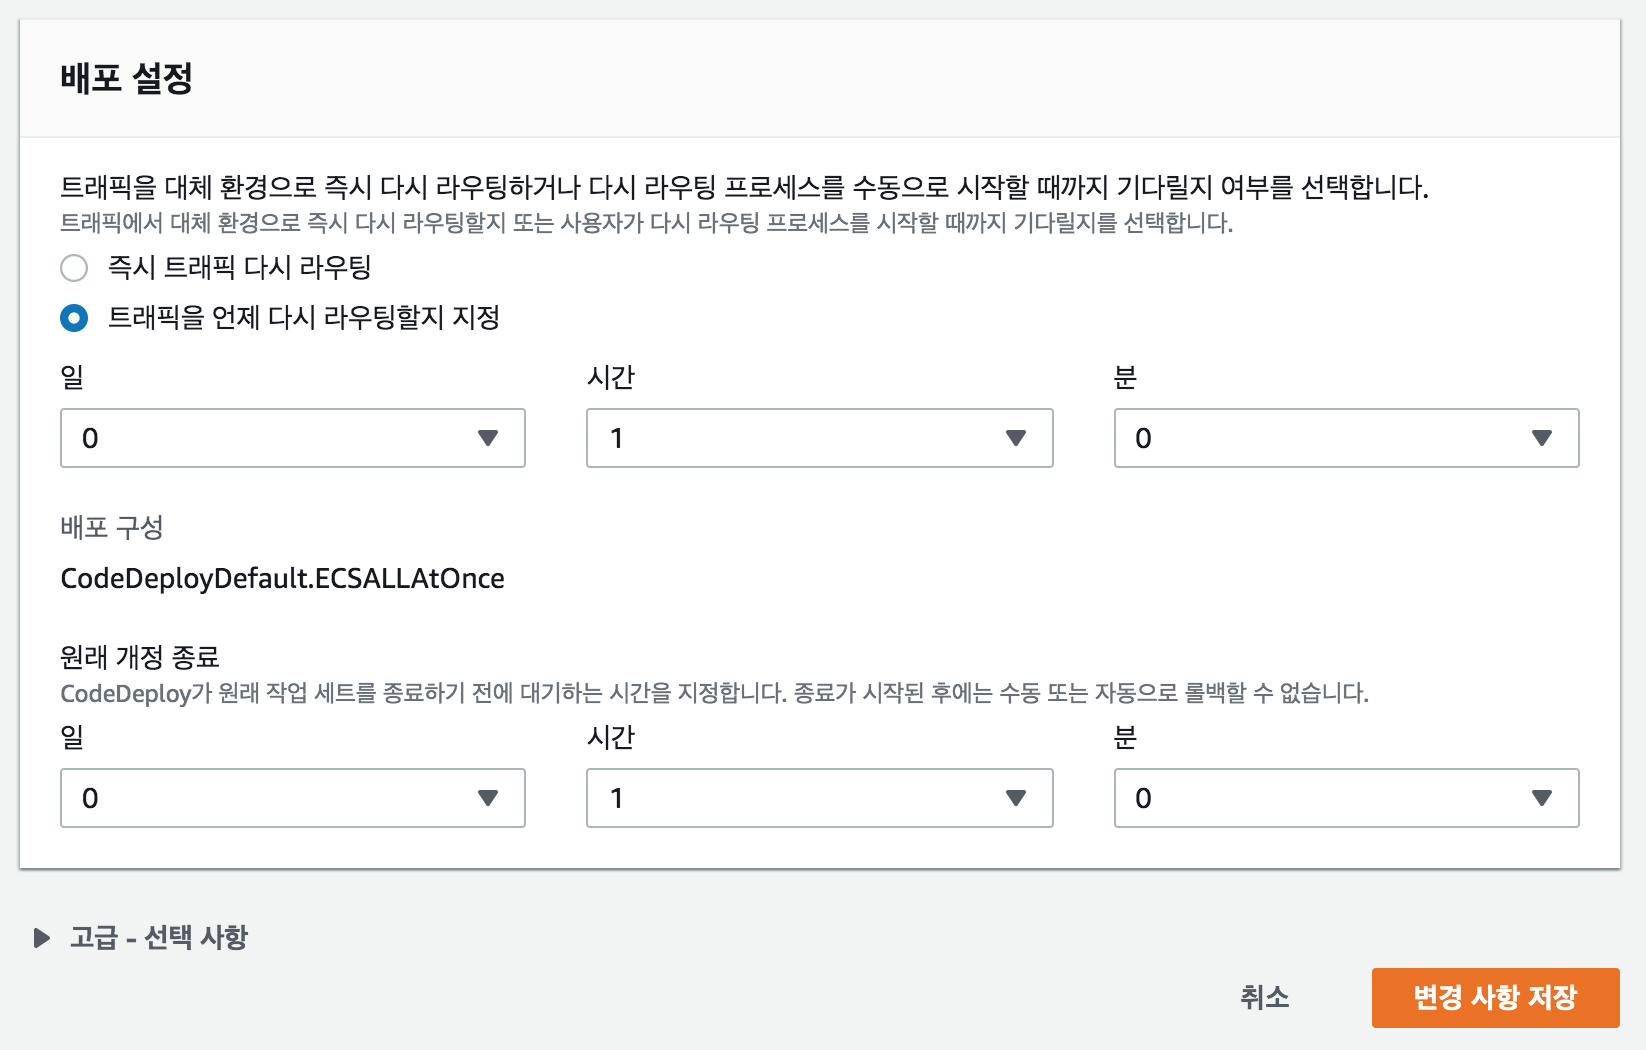 배포 설정
트래픽을 대체 환경으로 즉시 다시 라우팅하거나 다시 라우팅 프로세스를 수동으로 시작할 때까지 기다릴지 여부를 선택합니다.
트래픽에서 대체 환경으로 즉시 다시 라우팅할지 또는 사용자가 다시 라우팅 프로세스를 시작할 때까지 기다릴지를 선택합니다.
즉시 트래픽 다시 라우팅
트래픽을 언제 다시 라우팅할지 지정
일 시간 분
0 1 0
배포 구성
CodeDeployDefault.ECSALLAtOnce
원래 개정 종료
CodeDeploy가 원래 작업 세트를 종료하기 전에 대기하는 시간을 지정합니다. 종료가 시작된 후에는 수동 또는 자동으로 롤백할 수 없습니다.
일 시간 분
0 1 0
고급 - 선택 사항
취소 변경 사항 저장